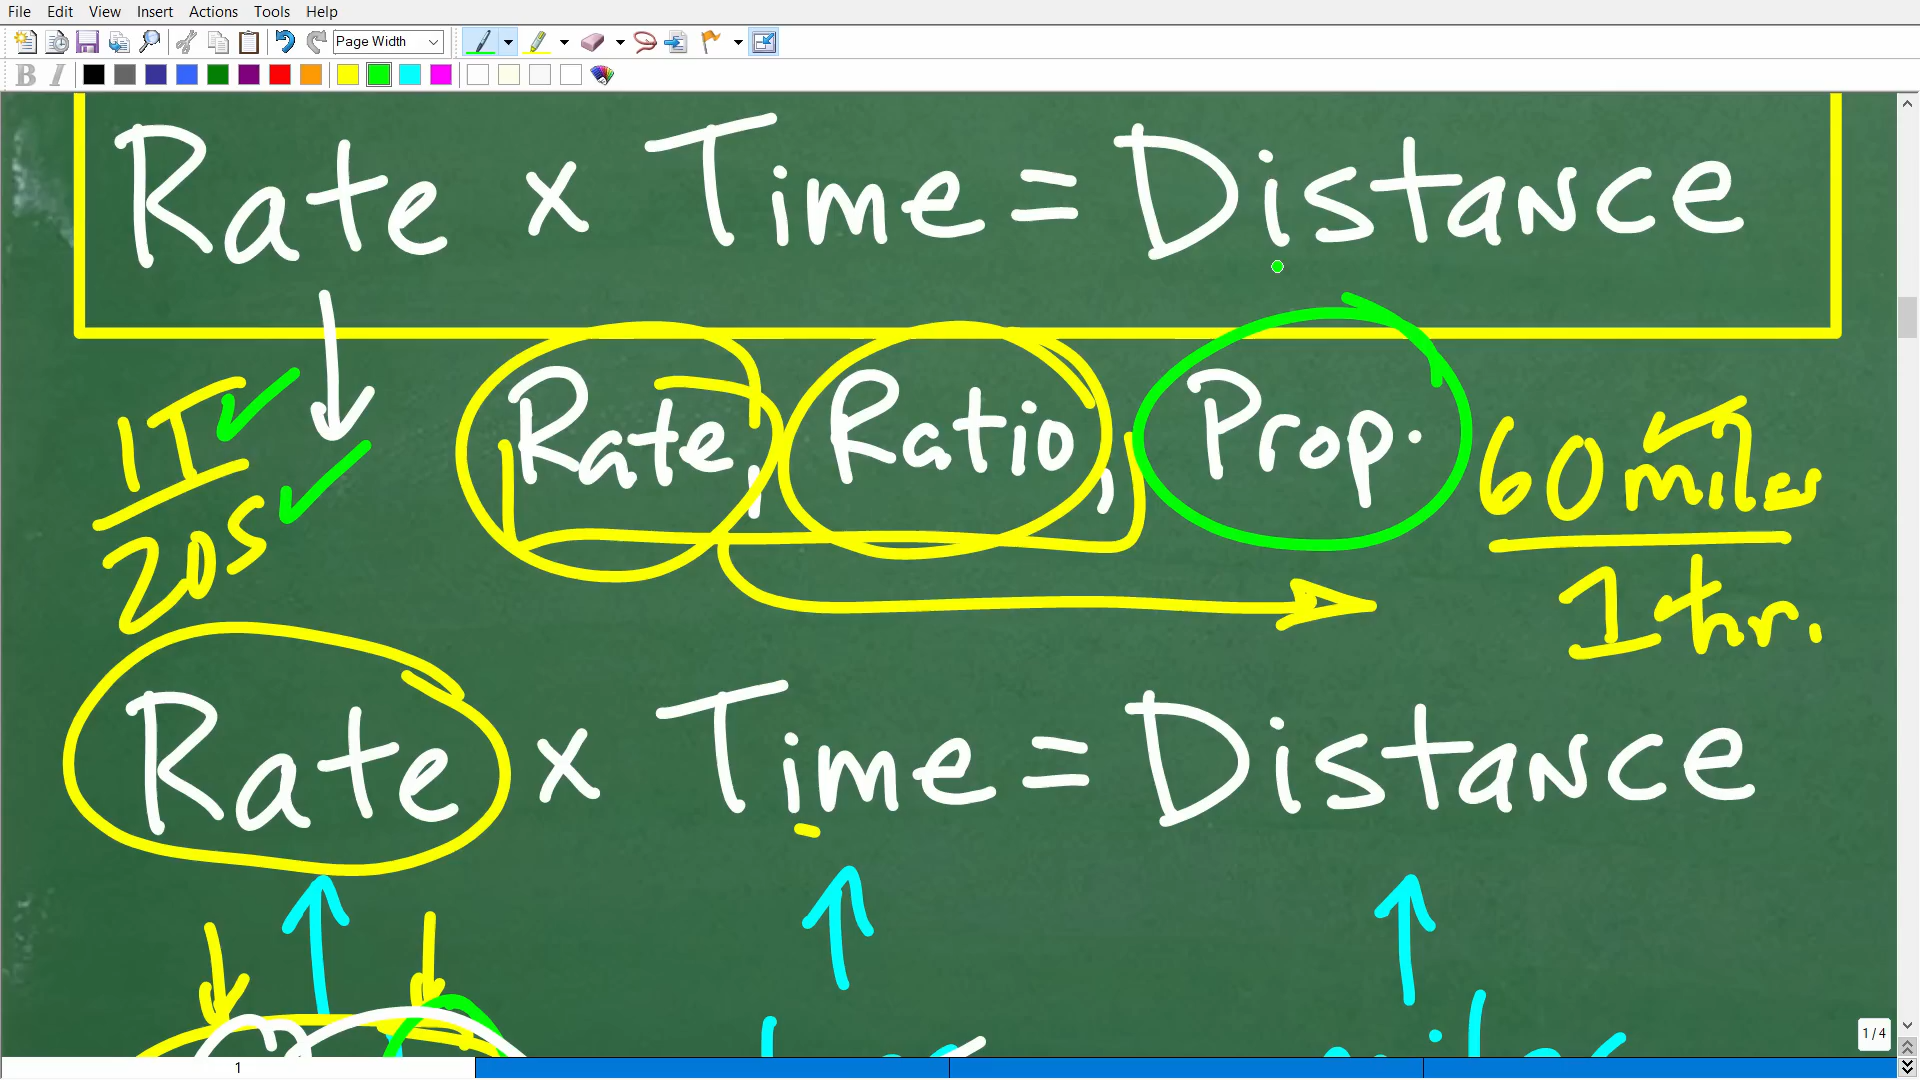 File Edit View Insert Actions Tools Help
Page Width
B I
Rate x Time = Distance
1T
20s
Rate, Ratio, Prop.
60 miles
1 hr.
Rate x Time = Distance
1 / 4
1